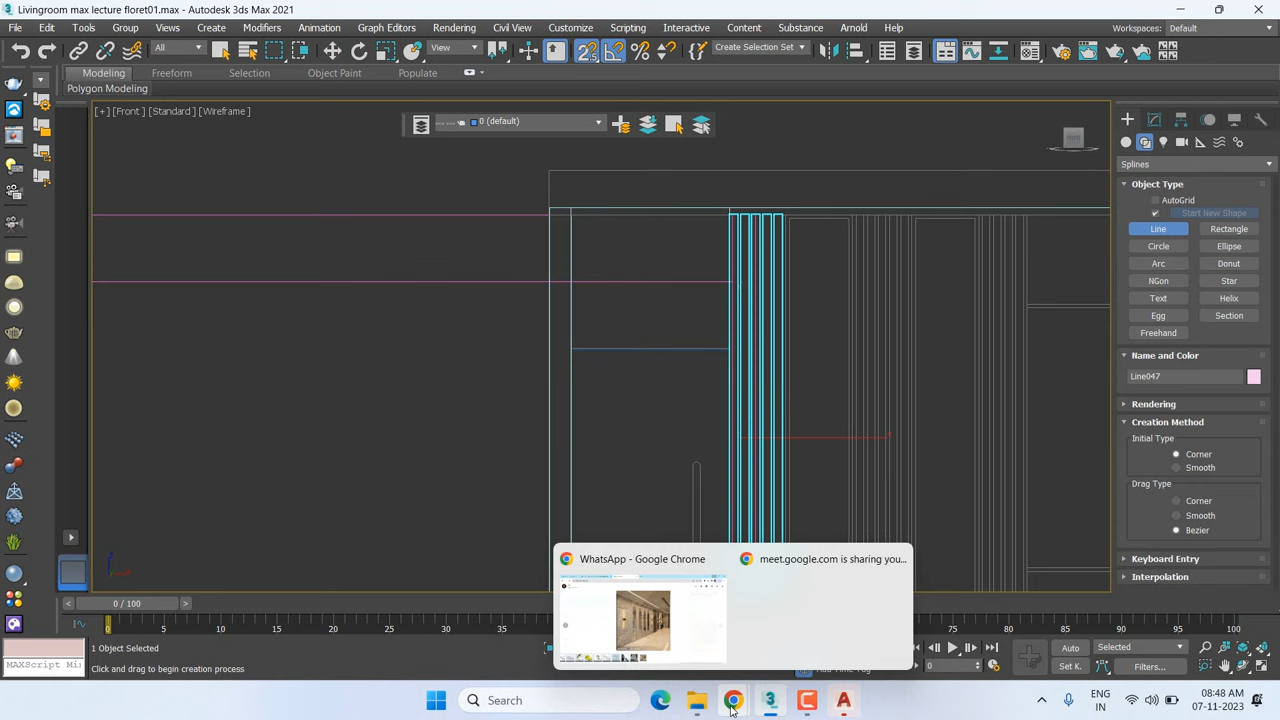 Livingroom max lecture floret01.max - Autodesk 3ds Max 2021
File Edit Tools Group Views Create Modifiers Animation Graph Editors Rendering Civil View Customize Scripting Interactive Content Substance Arnold Help
Workspaces: Default
All View Create Selection Set
Modeling Freeform Selection Object Paint Populate
Polygon Modeling
[+] [Front] [Standard] [Wireframe]
0 (default)
Splines
Object Type
AutoGrid
Start New Shape
Line Rectangle
Circle Ellipse
Arc Donut
NGon Star
Text Helix
Egg Section
Freehand
Name and Color
Line047
Rendering
Creation Method
Initial Type
Corner
Smooth
Drag Type
Corner
Smooth
Bezier
Keyboard Entry
Interpolation
WhatsApp - Google Chrome
meet.google.com is sharing you...
0 / 100
0 5 10 15 20 25 30 35 40 45 75 80 85 90 95 100
1 Object Selected
MAXScript Mi
Click and drag to begin creation process
Auto Selected
Set K. Filters...
0
Search
ENG
IN
08:48 AM
07-11-2023